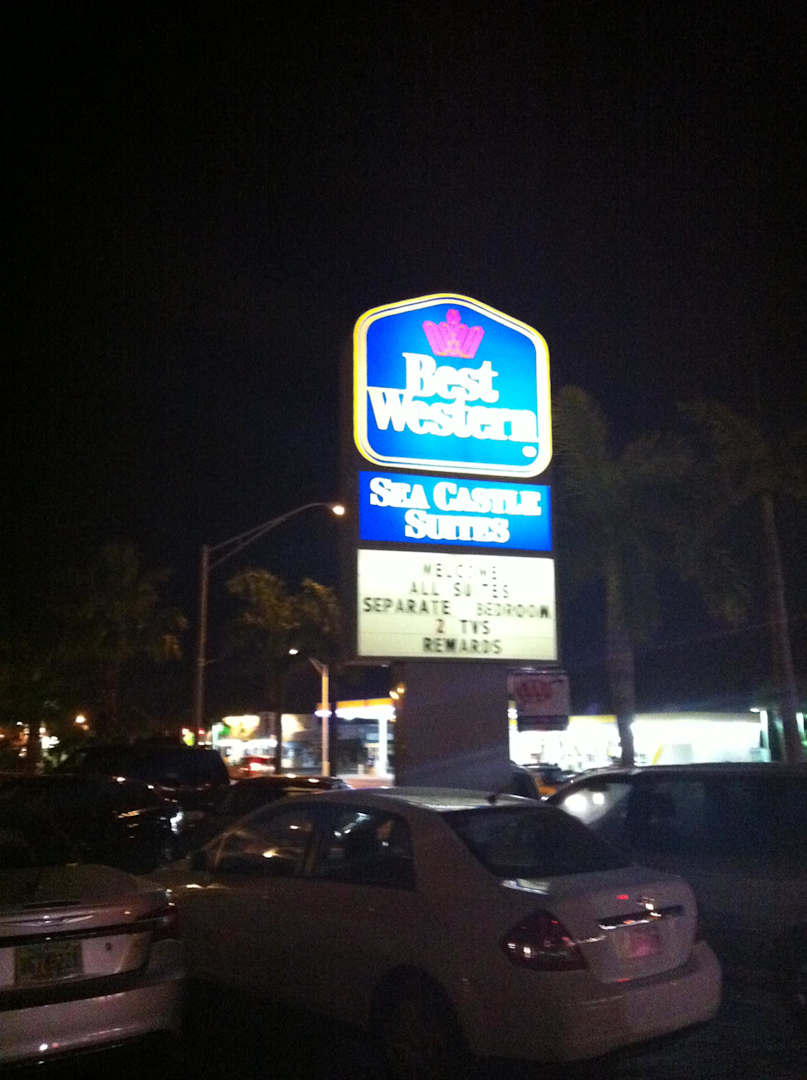 Best
Western
SEA CASTLE
SUITES
WELCOME
ALL SUITES
SEPARATE BEDROOM
2 TVS
REWARDS